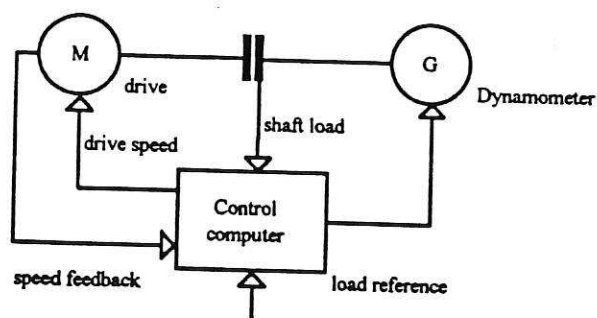 M
G
drive
Dynamometer
shaft load
drive speed
Control
computer
speed feedback
load reference